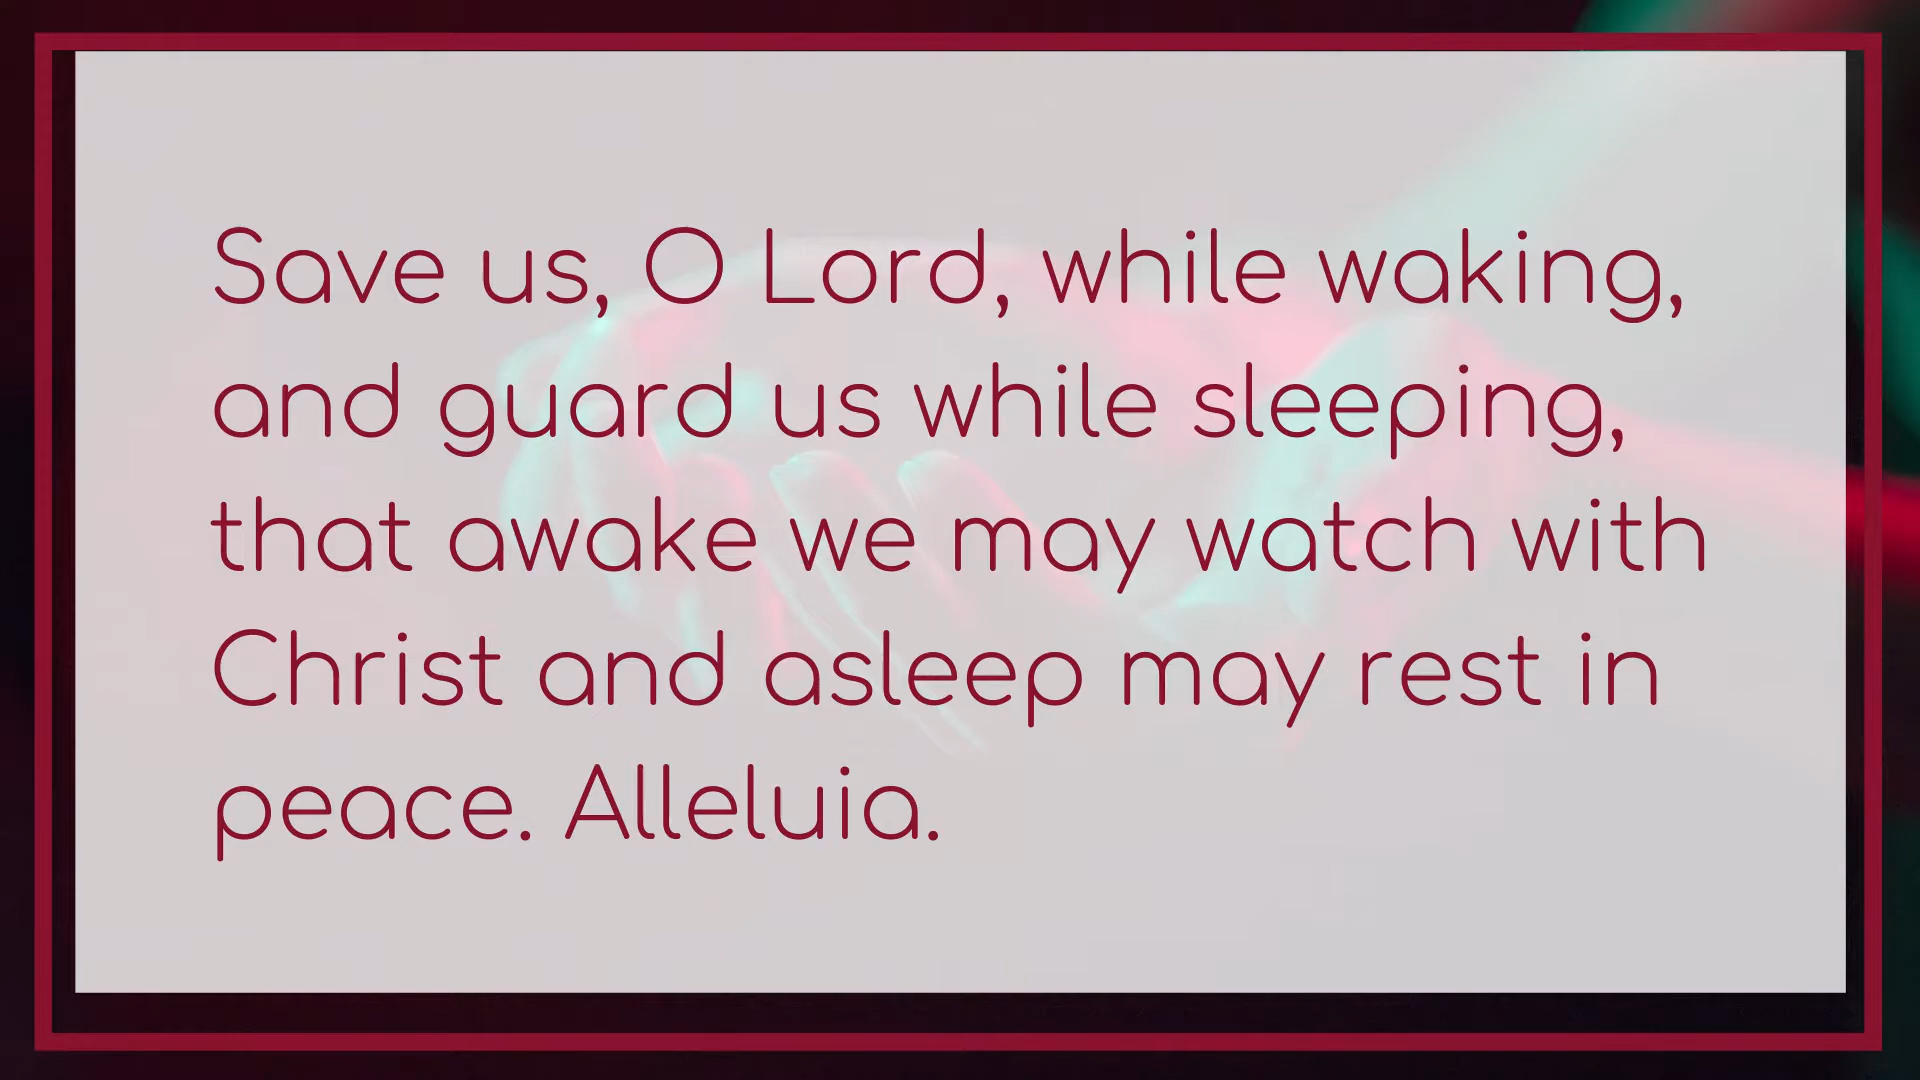 Save us, O Lord, while waking,
and guard us while sleeping,
that awake we may watch with
Christ and asleep may rest in
peace. Alleluia.